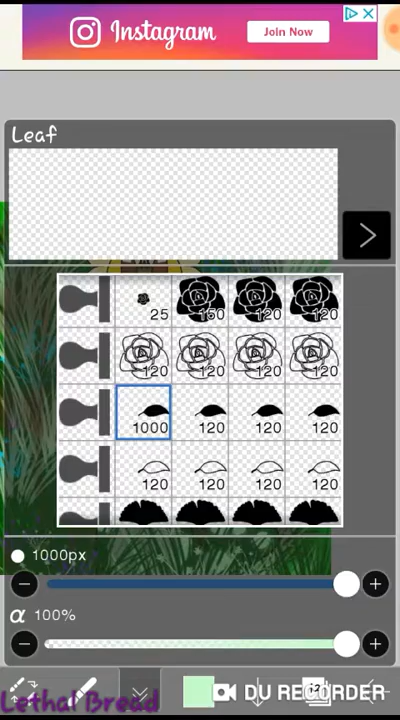 Instagram
Join Now
Leaf
25 150 120 120
120 120 120 120
1000 120 120 120
120 120 120 120
1000px
α 100%
Lethal Bread
DU RECORDER